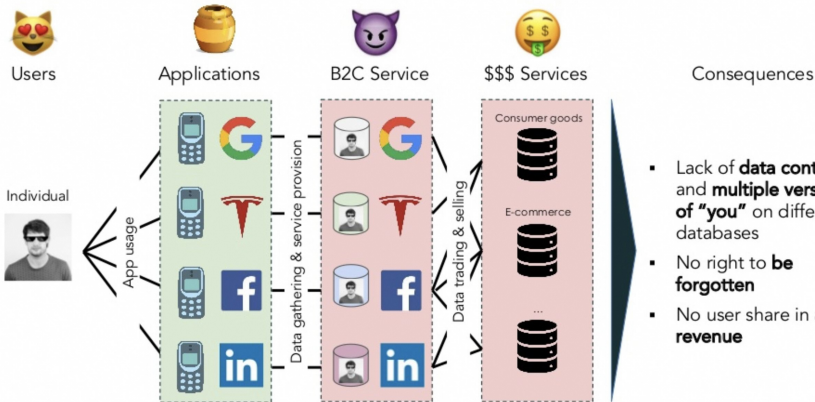 Users
Applications
B2C Service
$$$ Services
Consequences
Individual
App usage
Data gathering & service provision
Data trading & selling
Consumer goods
E-commerce
...
in
in
▪ Lack of data cont
and multiple vers
of “you” on diffe
databases
▪ No right to be
forgotten
▪ No user share in
revenue